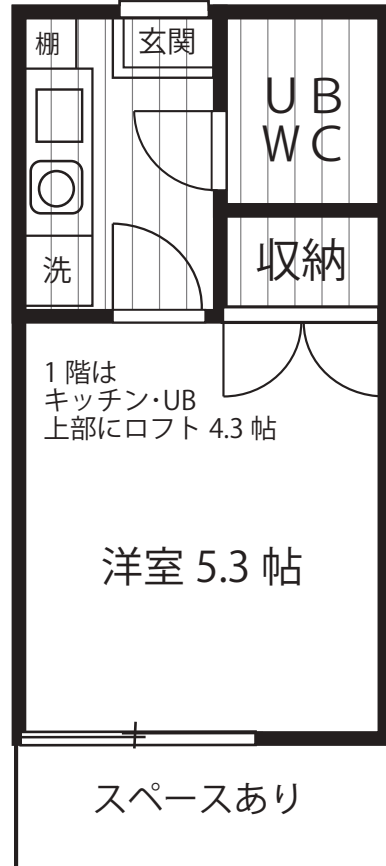 棚
玄関
UB
WC
洗
収納
1 階は
キッチン･UB
上部にロフト 4.3 帖
洋室 5.3 帖
スペースあり